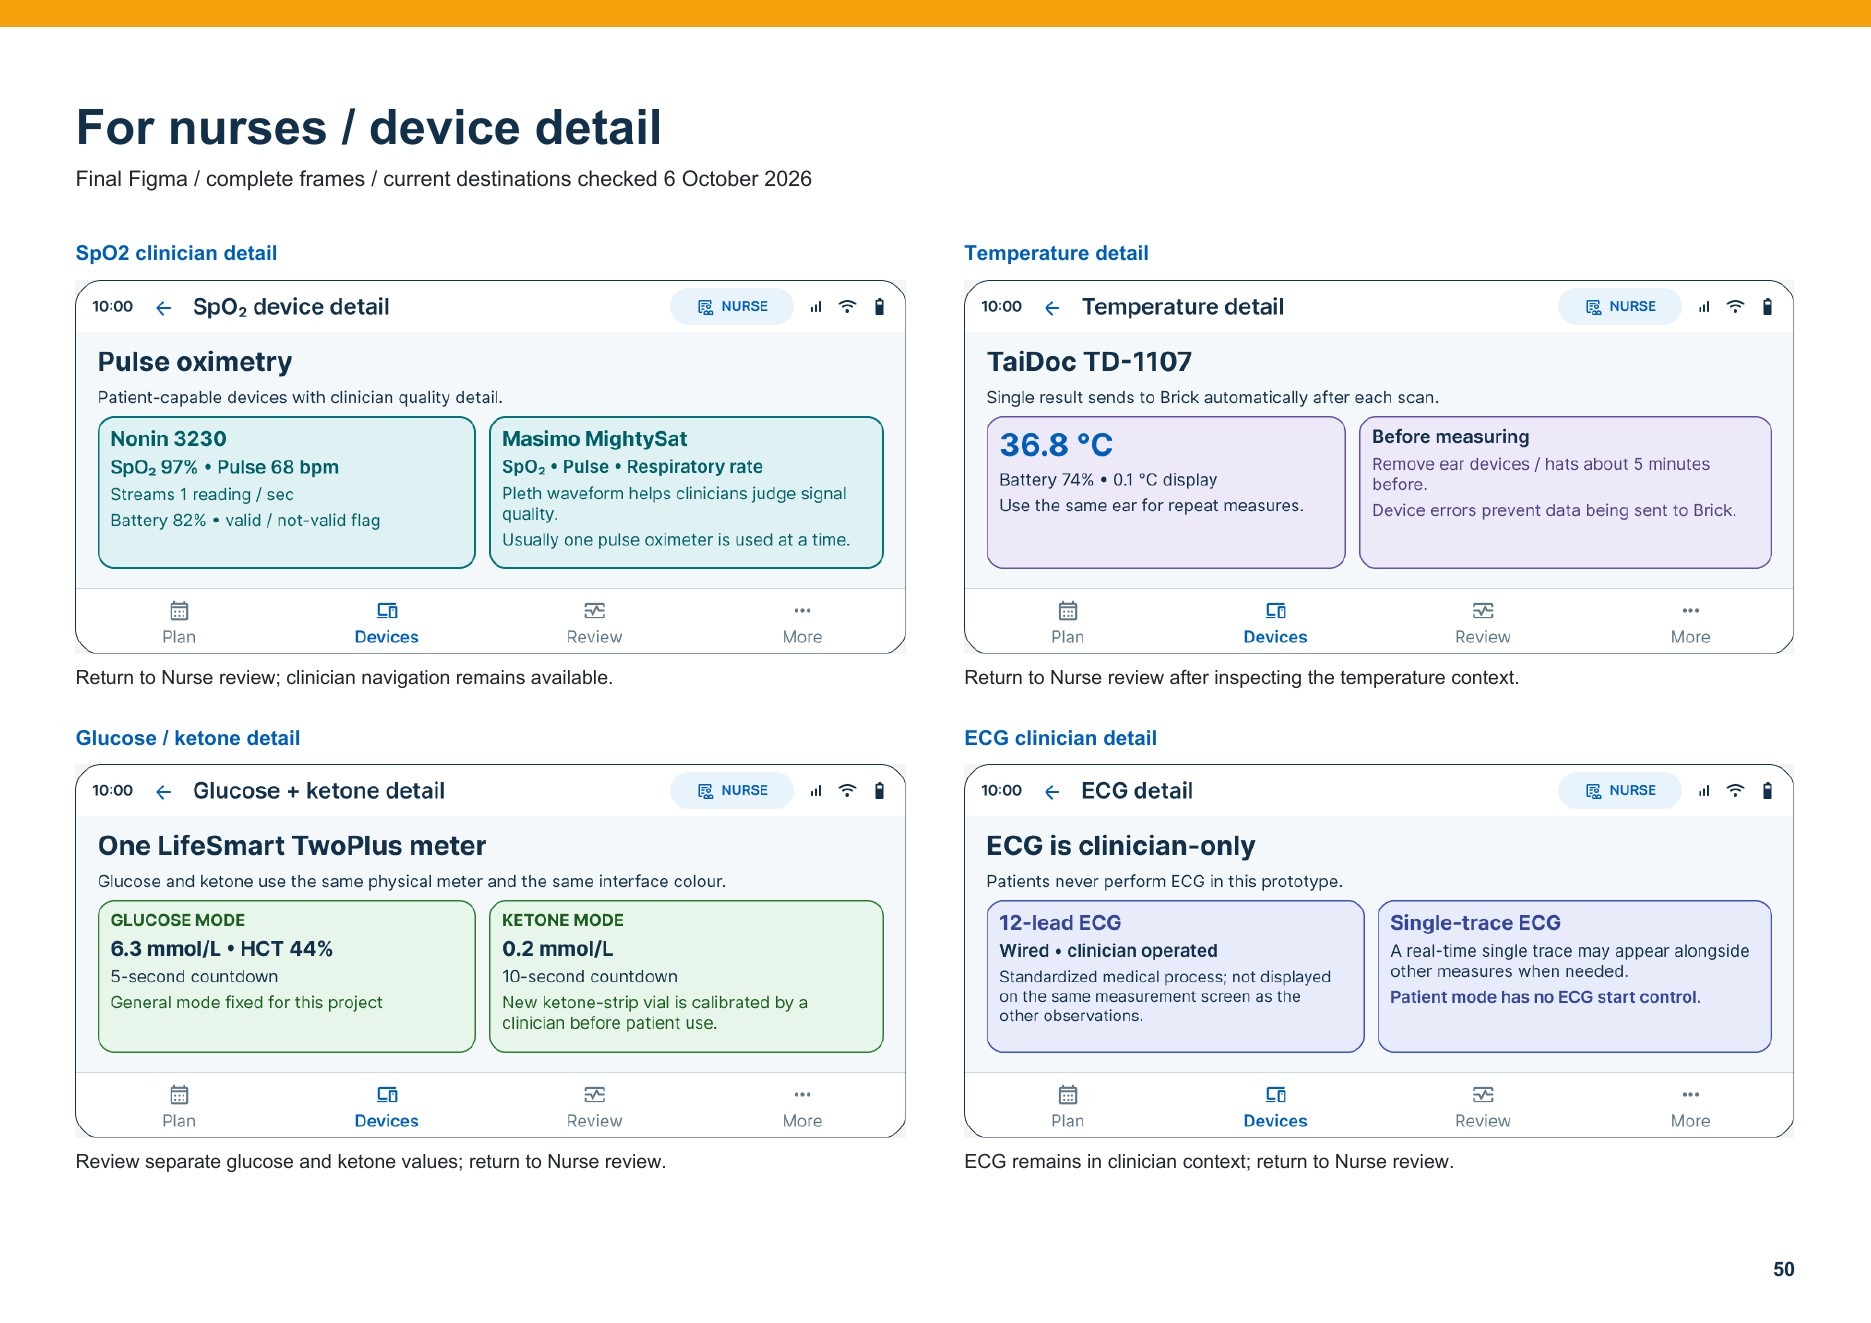 For nurses / device detail
Final Figma / complete frames / current destinations checked 6 October 2026
SpO2 clinician detail
10:00 ← SpO₂ device detail NURSE
Pulse oximetry
Patient-capable devices with clinician quality detail.
Nonin 3230
SpO₂ 97% • Pulse 68 bpm
Streams 1 reading / sec
Battery 82% • valid / not-valid flag
Masimo MightySat
SpO₂ • Pulse • Respiratory rate
Pleth waveform helps clinicians judge signal
quality.
Usually one pulse oximeter is used at a time.
Plan Devices Review More
Return to Nurse review; clinician navigation remains available.
Temperature detail
10:00 ← Temperature detail NURSE
TaiDoc TD-1107
Single result sends to Brick automatically after each scan.
36.8 °C
Battery 74% • 0.1 °C display
Use the same ear for repeat measures.
Before measuring
Remove ear devices / hats about 5 minutes
before.
Device errors prevent data being sent to Brick.
Plan Devices Review More
Return to Nurse review after inspecting the temperature context.
Glucose / ketone detail
10:00 ← Glucose + ketone detail NURSE
One LifeSmart TwoPlus meter
Glucose and ketone use the same physical meter and the same interface colour.
GLUCOSE MODE
6.3 mmol/L • HCT 44%
5-second countdown
General mode fixed for this project
KETONE MODE
0.2 mmol/L
10-second countdown
New ketone-strip vial is calibrated by a
clinician before patient use.
Plan Devices Review More
Review separate glucose and ketone values; return to Nurse review.
ECG clinician detail
10:00 ← ECG detail NURSE
ECG is clinician-only
Patients never perform ECG in this prototype.
12-lead ECG
Wired • clinician operated
Standardized medical process; not displayed
on the same measurement screen as the
other observations.
Single-trace ECG
A real-time single trace may appear alongside
other measures when needed.
Patient mode has no ECG start control.
Plan Devices Review More
ECG remains in clinician context; return to Nurse review.
50